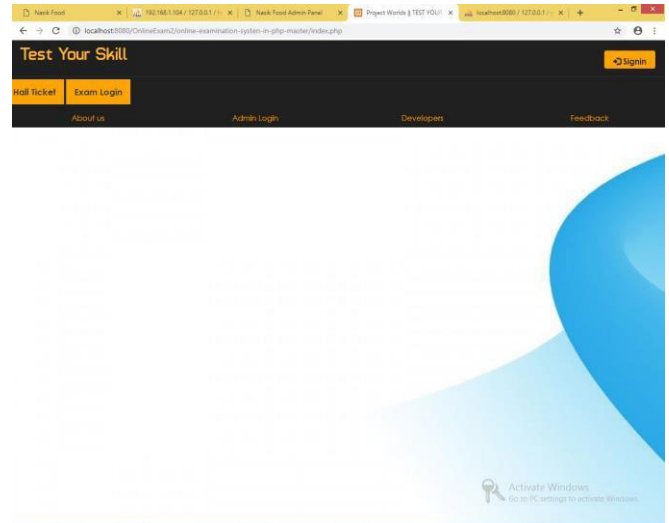 Nasik Food 192.168.1.104 / 127.0.0.1 / Nasik Food Admin Panel Project Worlds || TEST YOUR localhost:8080 / 127.0.0.1 /
localhost:8080/OnlineExam2/online-examination-systen-in-php-master/index.php
Test Your Skill
Signin
Hall Ticket Exam Login
About us Admin Login Developers Feedback
Activate Windows
Go to PC settings to activate Windows.